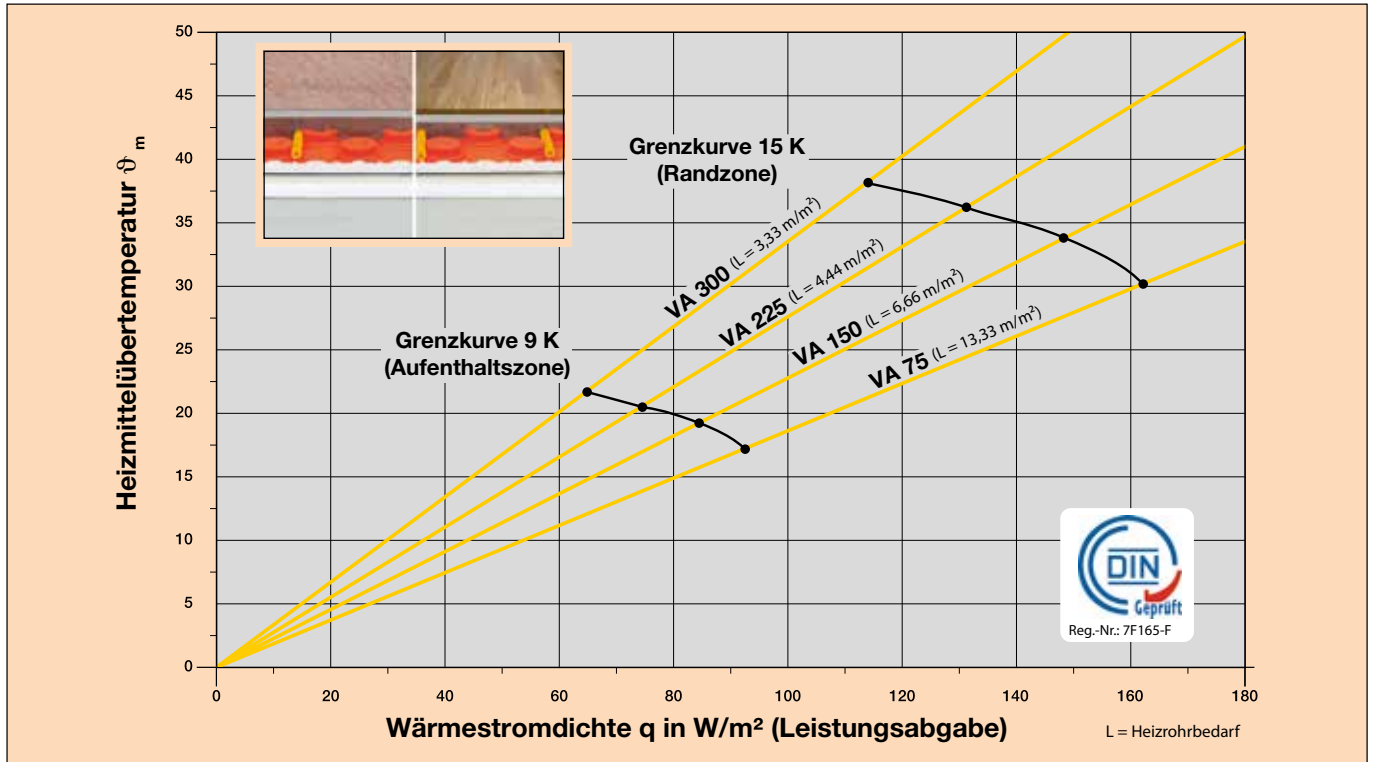 50
45
40
35
30
25
20
15
10
5
0
Heizmittelübertemperatur ϑ m
Grenzkurve 15 K
(Randzone)
Grenzkurve 9 K
(Aufenthaltszone)
VA 300 (L = 3,33 m/m²)
VA 225 (L = 4,44 m/m²)
VA 150 (L = 6,66 m/m²)
VA 75 (L = 13,33 m/m²)
DIN
Geprüft
Reg.-Nr.: 7F165-F
0 20 40 60 80 100 120 140 160 180
Wärmestromdichte q in W/m² (Leistungsabgabe)
L = Heizrohrbedarf